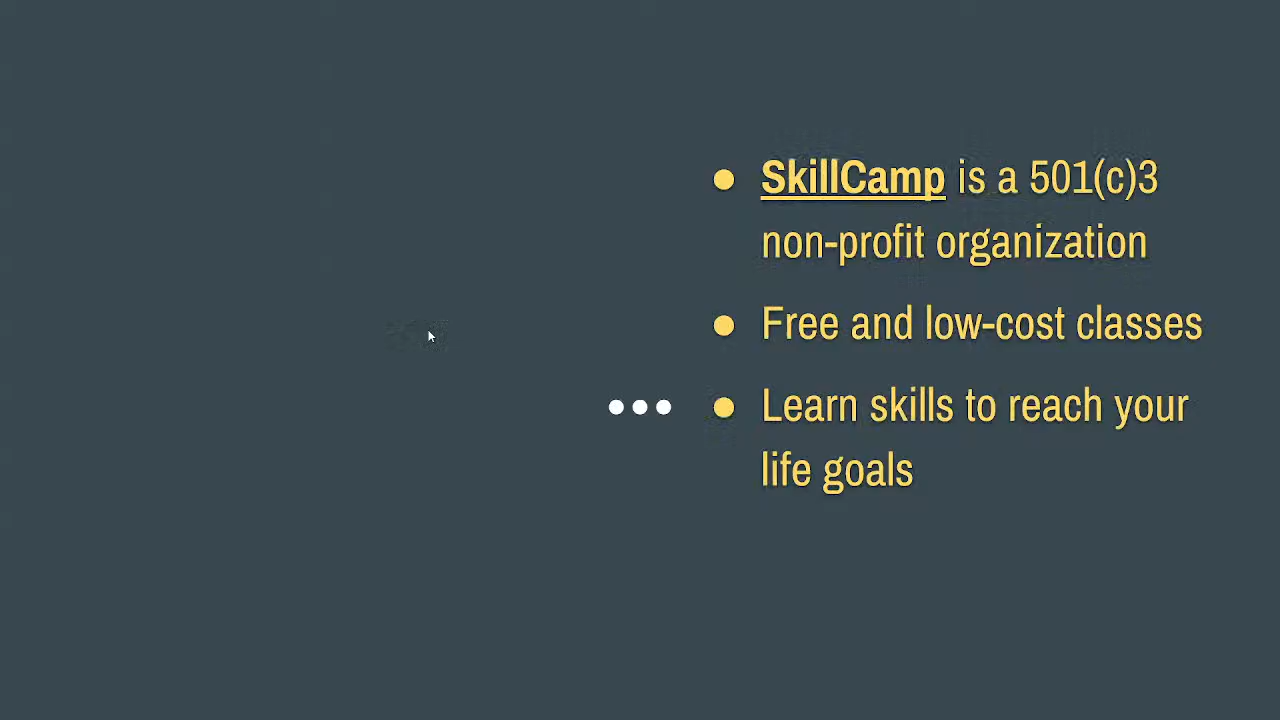 ● SkillCamp is a 501(c)3
non-profit organization
● Free and low-cost classes
● Learn skills to reach your
life goals